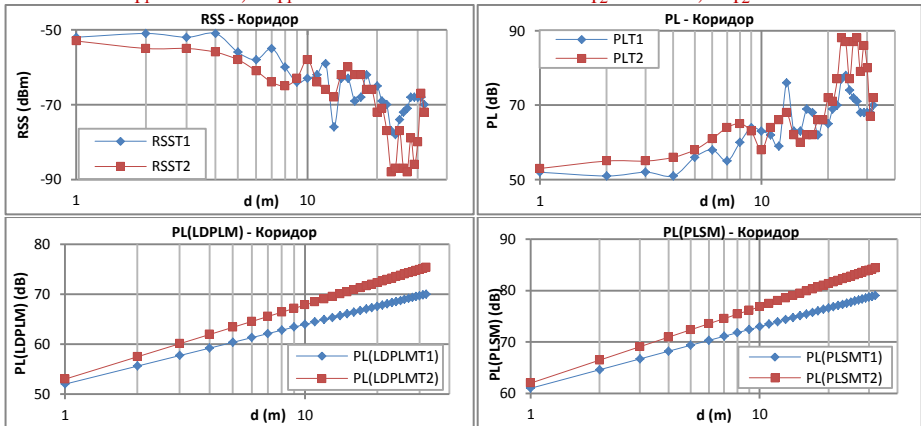 RSS - Коридор
RSS (dBm)
-50
-70
-90
RSST1
RSST2
1
d (m)
10
PL - Коридор
PL (dB)
90
70
50
PLT1
PLT2
1
d (m)
10
PL(LDPLM) - Коридор
PL(LDPLM) (dB)
80
70
60
50
PL(LDPLMT1)
PL(LDPLMT2)
1
d (m)
10
PL(PLSM) - Коридор
PL(PLSM) (dB)
90
80
70
60
PL(PLSMT1)
PL(PLSMT2)
1
d (m)
10